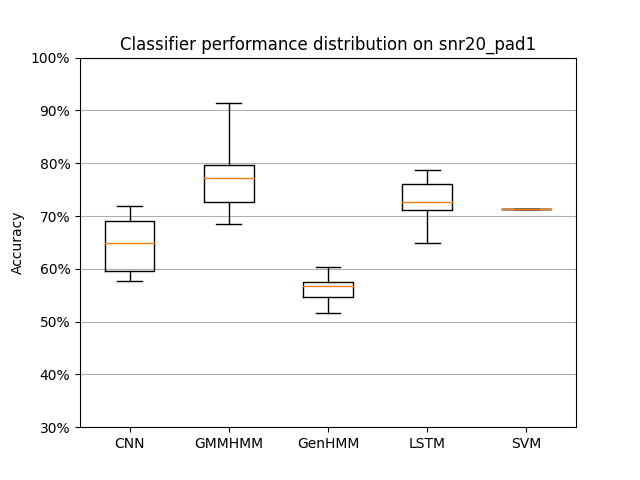 Classifier performance distribution on snr20_pad1
100%
90%
80%
70%
60%
50%
40%
30%
Accuracy
CNN GMMHMM GenHMM LSTM SVM